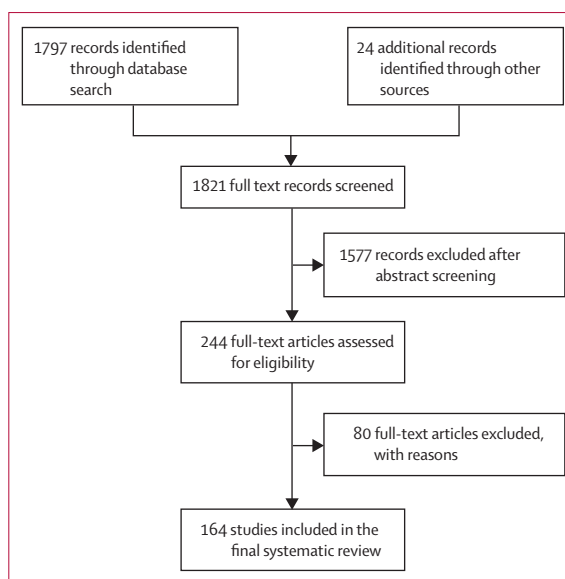 1797 records identified
through database
search
24 additional records
identified through other
sources
1821 full text records screened
1577 records excluded after
abstract screening
244 full-text articles assessed
for eligibility
80 full-text articles excluded,
with reasons
164 studies included in the
final systematic review